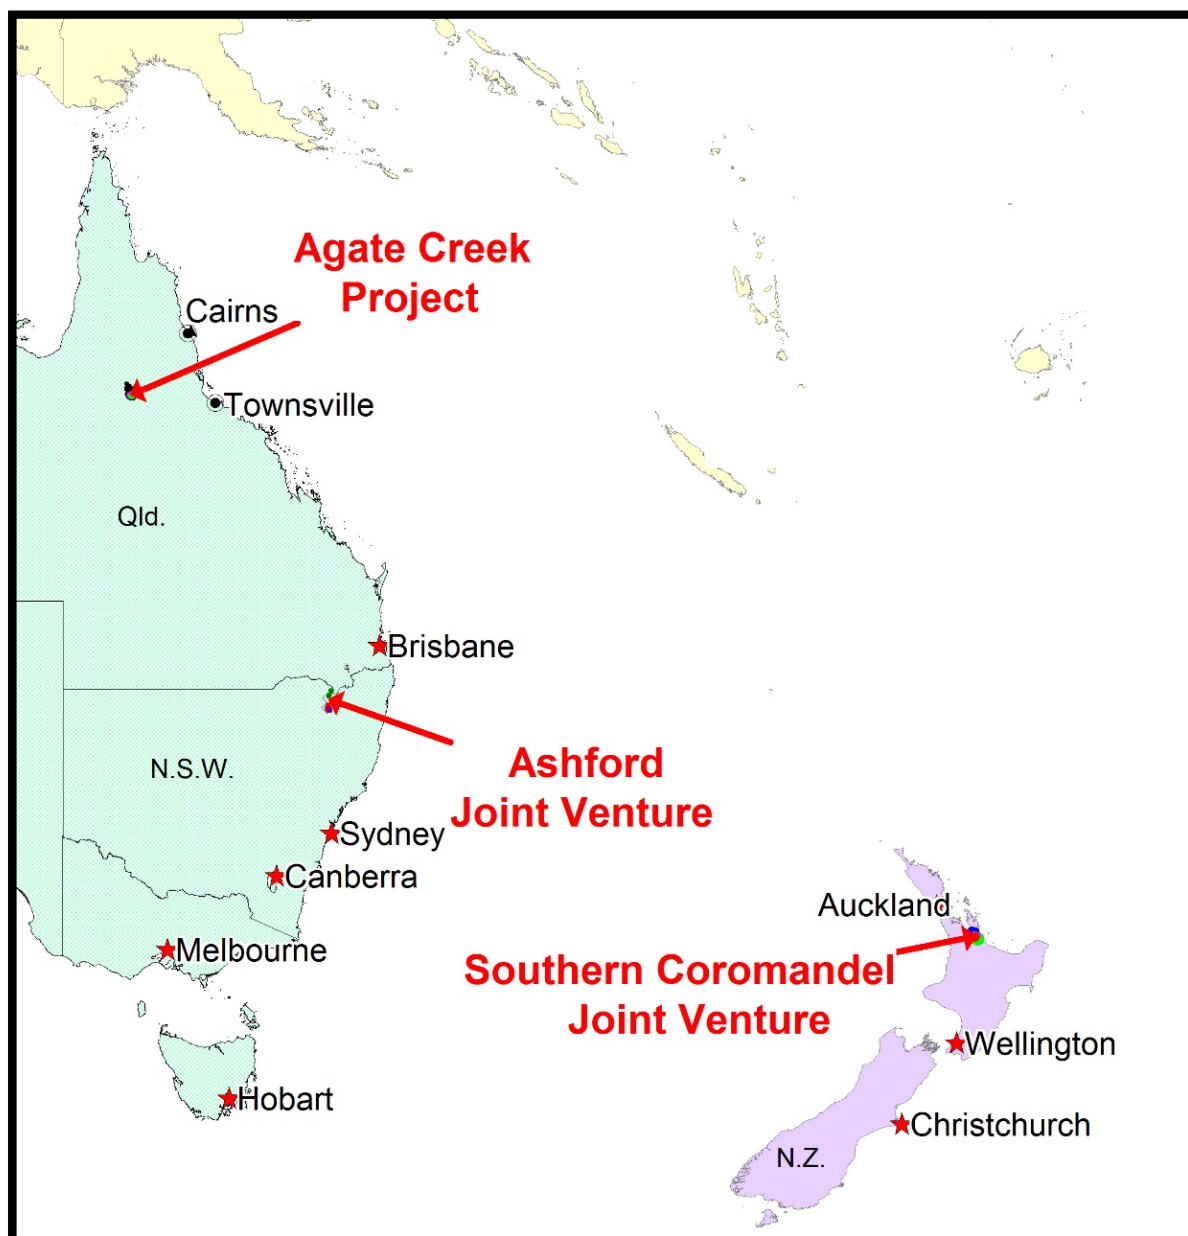 Agate Creek
Project
Cairns
Townsville
Qld.
Brisbane
Ashford
Joint Venture
N.S.W.
Sydney
Canberra
Auckland
Melbourne
Southern Coromandel
Joint Venture
Wellington
Hobart
Christchurch
N.Z.